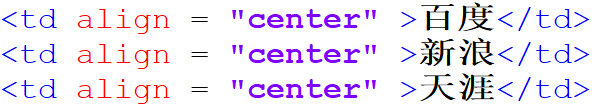 <td align = "center" >百度</td>
<td align = "center" >新浪</td>
<td align = "center" >天涯</td>